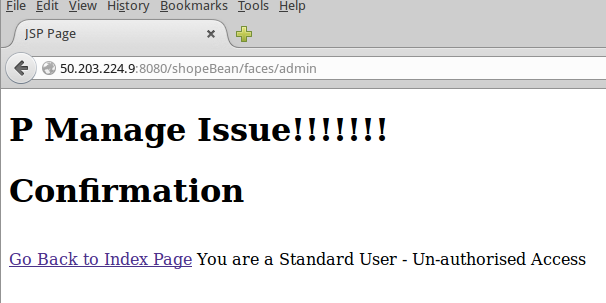 File Edit View History Bookmarks Tools Help
JSP Page
50.203.224.9:8080/shopeBean/faces/admin
P Manage Issue!!!!!!!
Confirmation
Go Back to Index Page You are a Standard User - Un-authorised Access